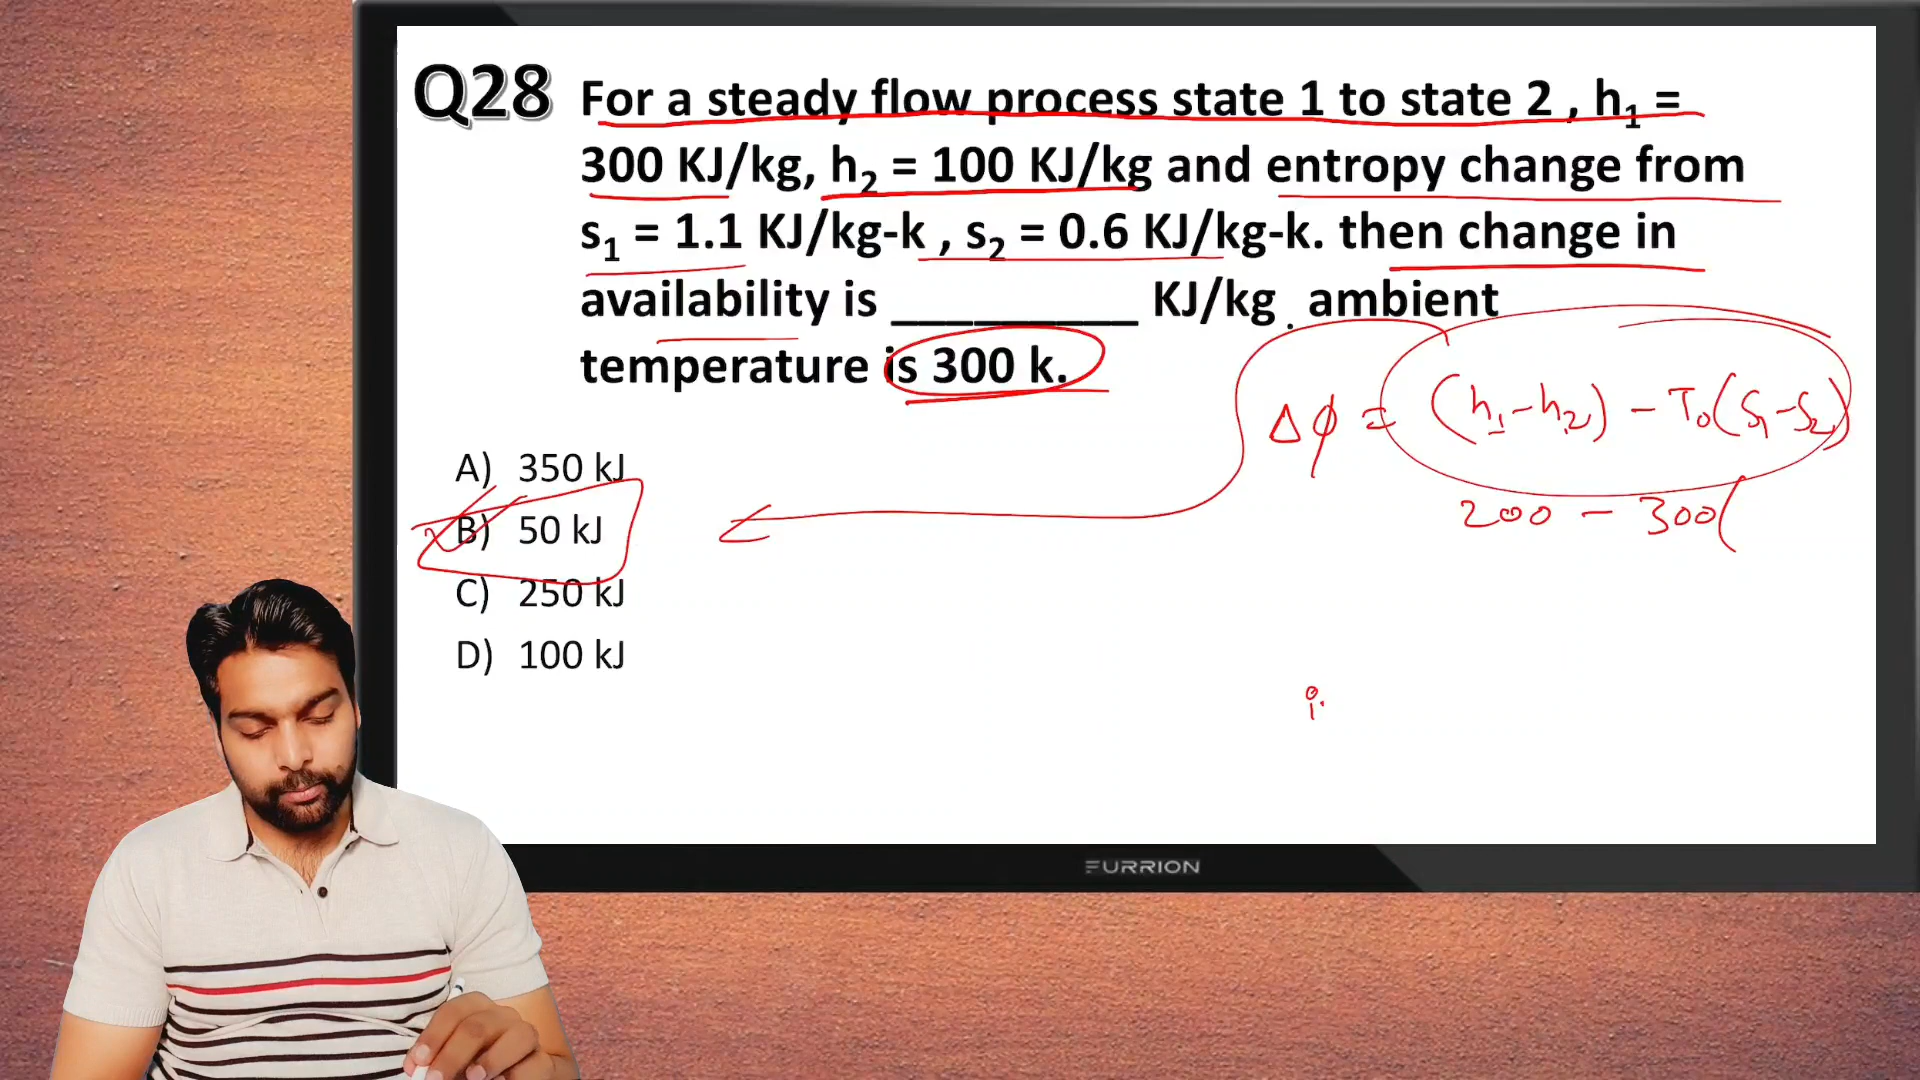 Q28 For a steady flow process state 1 to state 2 , h₁ =
300 KJ/kg, h₂ = 100 KJ/kg and entropy change from
s₁ = 1.1 KJ/kg-k , s₂ = 0.6 KJ/kg-k. then change in
availability is __________ KJ/kg . ambient
temperature is 300 k.
Δϕ = (h₁-h₂) - T₀(S₁-S₂)
200 - 300(
A) 350 kJ
B) 50 kJ
C) 250 kJ
D) 100 kJ
FURRION